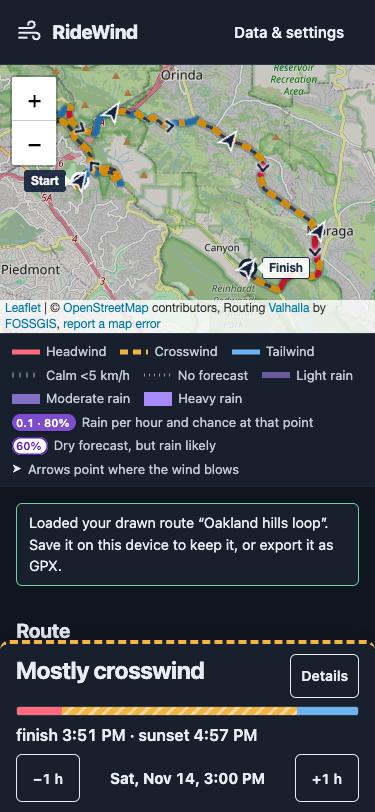 RideWind
Data & settings
Orinda
Reservoir
Recreation
Area
+
−
6
Start
5A
4
3
Moraga
Canyon
Piedmont
Finish
Reinhardt
Redwood
Leaflet | © OpenStreetMap contributors, Routing Valhalla by
FOSSGIS, report a map error
Headwind
Crosswind
Tailwind
Calm <5 km/h
No forecast
Light rain
Moderate rain
Heavy rain
0.1 · 80%
Rain per hour and chance at that point
60%
Dry forecast, but rain likely
Arrows point where the wind blows
Loaded your drawn route “Oakland hills loop”.
Save it on this device to keep it, or export it as
GPX.
Route
Mostly crosswind
Details
finish 3:51 PM · sunset 4:57 PM
−1 h
Sat, Nov 14, 3:00 PM
+1 h